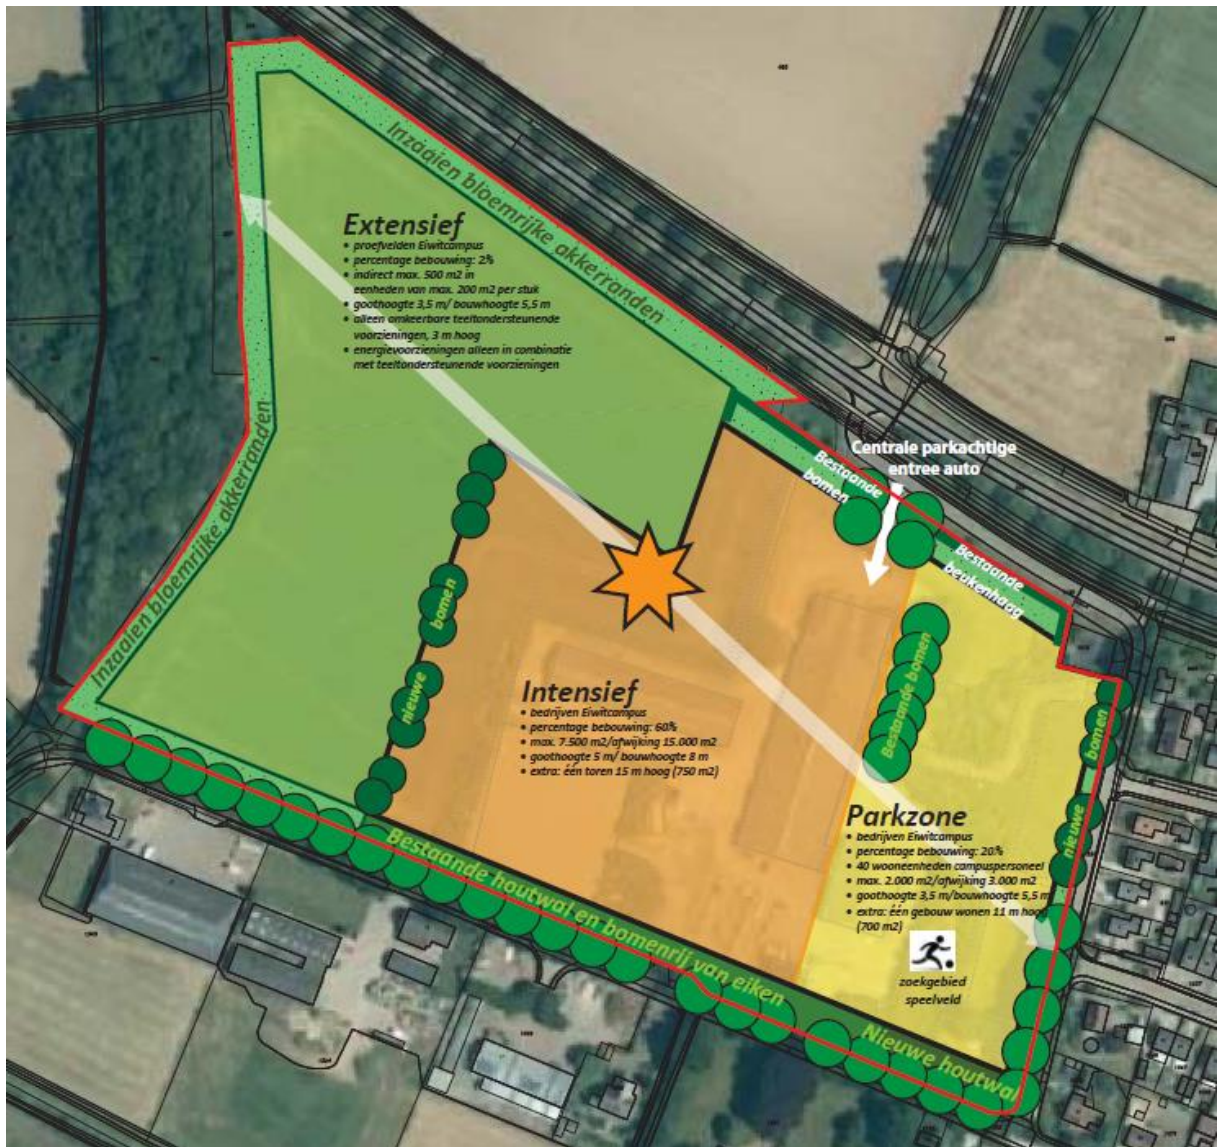 Inzaaien bloemrijke akkerranden
Extensief
• proefvelden Eiwitcampus
• percentage bebouwing: 2%
• indirect max. 500 m2 in
eenheden van max. 200 m2 per stuk
• goothoogte 3,5 m/ bouwhoogte 5,5 m
• alleen omkeerbare teeltondersteunende
voorzieningen, 3 m hoog
• energievoorzieningen alleen in combinatie
met teeltondersteunende voorzieningen
Inzaaien bloemrijke akkerranden
Centrale parkachtige
entree auto
Bestaande
bomen
Bestaande
beukenhaag
nieuwe bomen
Bestaande bomen
Intensief
• bedrijven Eiwitcampus
• percentage bebouwing: 60%
• max. 7.500 m2/afwijking 15.000 m2
• goothoogte 5 m/ bouwhoogte 8 m
• extra: één toren 15 m hoog (750 m2)
nieuwe bomen
Parkzone
• bedrijven Eiwitcampus
• percentage bebouwing: 20%
• 40 wooneenheden campuspersoneel
• max. 2.000 m2/afwijking 3.000 m2
• goothoogte 3,5 m/bouwhoogte 5,5 m
• extra: één gebouw wonen 11 m hoog
(700 m2)
zoekgebied
speelveld
Bestaande houtwal en bomenrij van eiken
Nieuwe houtwal